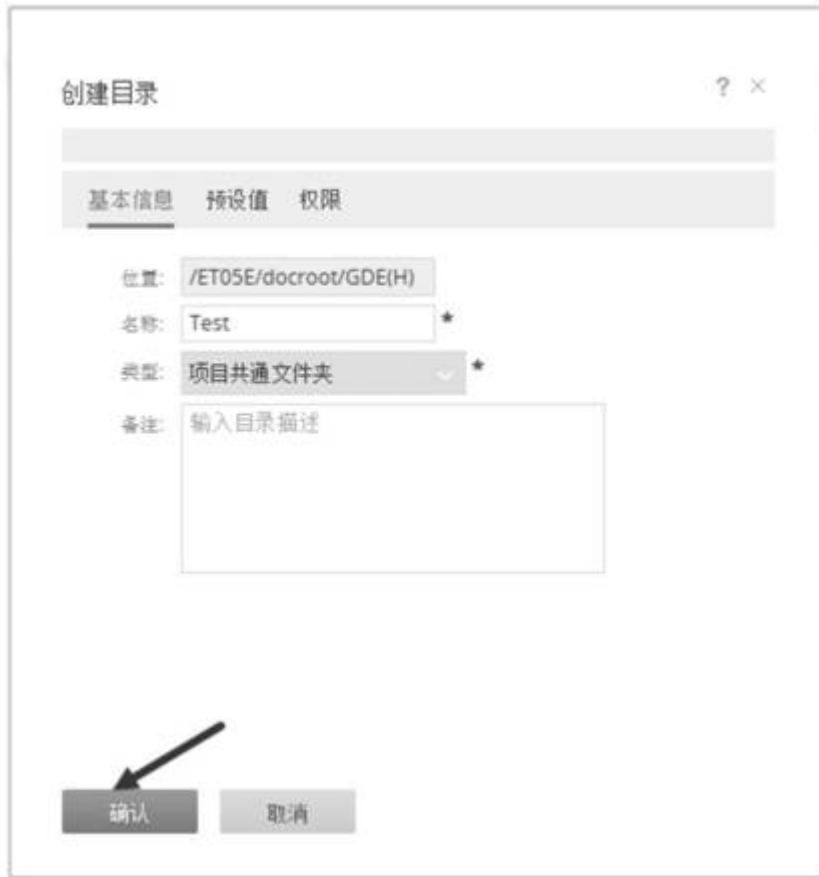 创建目录 ? ×
基本信息 预设值 权限
位置: /ET05E/docroot/GDE(H)
名称: Test *
类型: 项目共通文件夹 *
备注: 输入目录描述
确认 取消